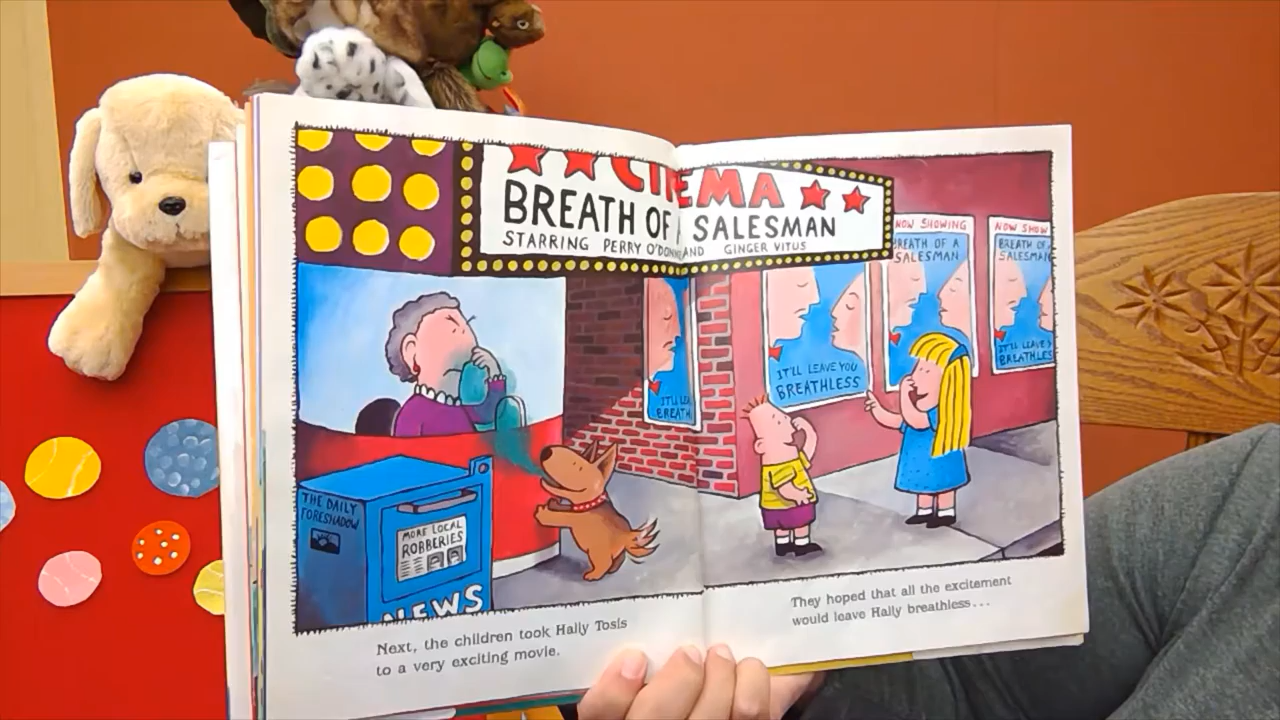 CINEMA
BREATH OF A SALESMAN
STARRING PERRY O'DONN AND GINGER VITUS
NOW SHOWING
BREATH OF A
SALESMAN
NOW SHOW
BREATH OF A
SALESMAN
IT'LL LEAVE YOU
BREATHLESS
IT'LL LEAVE Y
BREATHLES
IT'LL LEA
BREATH
THE DAILY
FORESHADOW
MORE LOCAL
ROBBERIES
NEWS
Next, the children took Hally Tosis
to a very exciting movie.
They hoped that all the excitement
would leave Hally breathless...